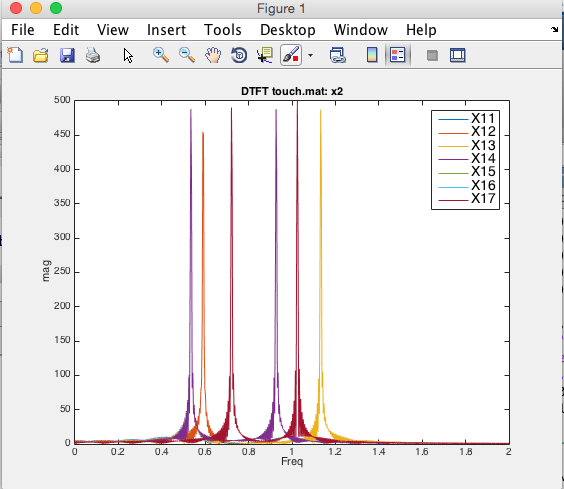 Figure 1
File Edit View Insert Tools Desktop Window Help
DTFT touch.mat: x2
500
450
400
350
300
250
200
150
100
50
0
mag
X11
X12
X13
X14
X15
X16
X17
0 0.2 0.4 0.6 0.8 1 1.2 1.4 1.6 1.8 2
Freq